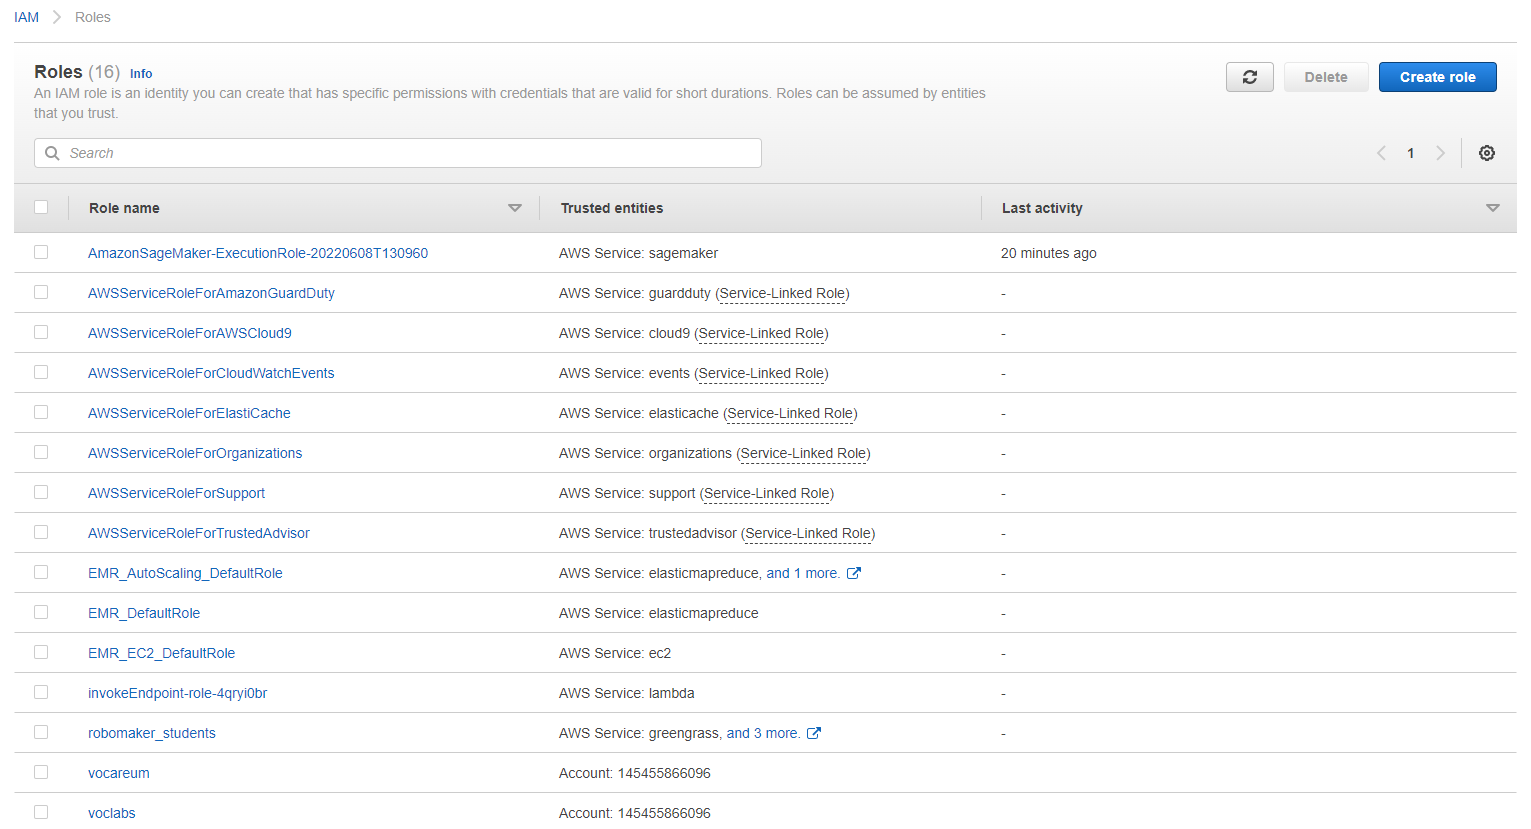 IAM Roles
Roles (16) Info
Delete
Create role
An IAM role is an identity you can create that has specific permissions with credentials that are valid for short durations. Roles can be assumed by entities
that you trust.
Search
1
Role name Trusted entities Last activity
AmazonSageMaker-ExecutionRole-20220608T130960 AWS Service: sagemaker 20 minutes ago
AWSServiceRoleForAmazonGuardDuty AWS Service: guardduty (Service-Linked Role) -
AWSServiceRoleForAWSCloud9 AWS Service: cloud9 (Service-Linked Role) -
AWSServiceRoleForCloudWatchEvents AWS Service: events (Service-Linked Role) -
AWSServiceRoleForElastiCache AWS Service: elasticache (Service-Linked Role) -
AWSServiceRoleForOrganizations AWS Service: organizations (Service-Linked Role) -
AWSServiceRoleForSupport AWS Service: support (Service-Linked Role) -
AWSServiceRoleForTrustedAdvisor AWS Service: trustedadvisor (Service-Linked Role) -
EMR_AutoScaling_DefaultRole AWS Service: elasticmapreduce, and 1 more. -
EMR_DefaultRole AWS Service: elasticmapreduce -
EMR_EC2_DefaultRole AWS Service: ec2 -
invokeEndpoint-role-4qryi0br AWS Service: lambda -
robomaker_students AWS Service: greengrass, and 3 more. -
vocareum Account: 145455866096
voclabs Account: 145455866096